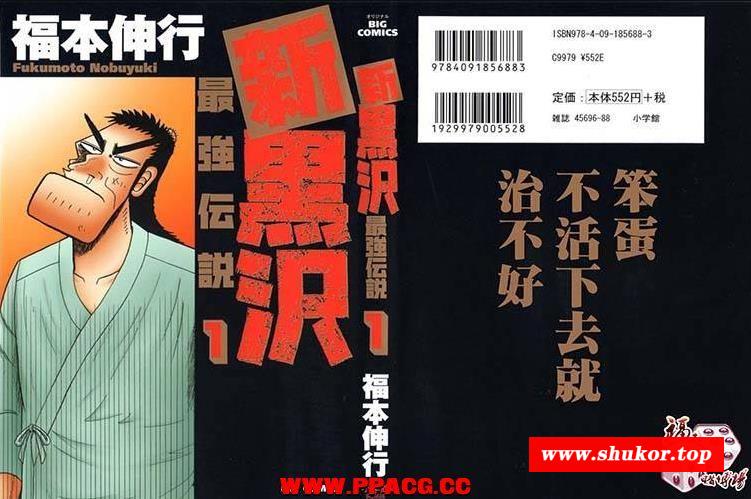 福本伸行
Fukumoto Nobuyuki
新黒沢
最強伝説
1
オリジナル
BIG
COMICS
新黒沢
最強伝説
1
福本伸行
9784091856883
1929979005528
ISBN978-4-09-185688-3
C9979 ¥552E
定価：本体552円＋税
雑誌 45696-88 小学館
笨蛋
不活下去就
治不好
www.shukor.top
WWW.PPACG.CC